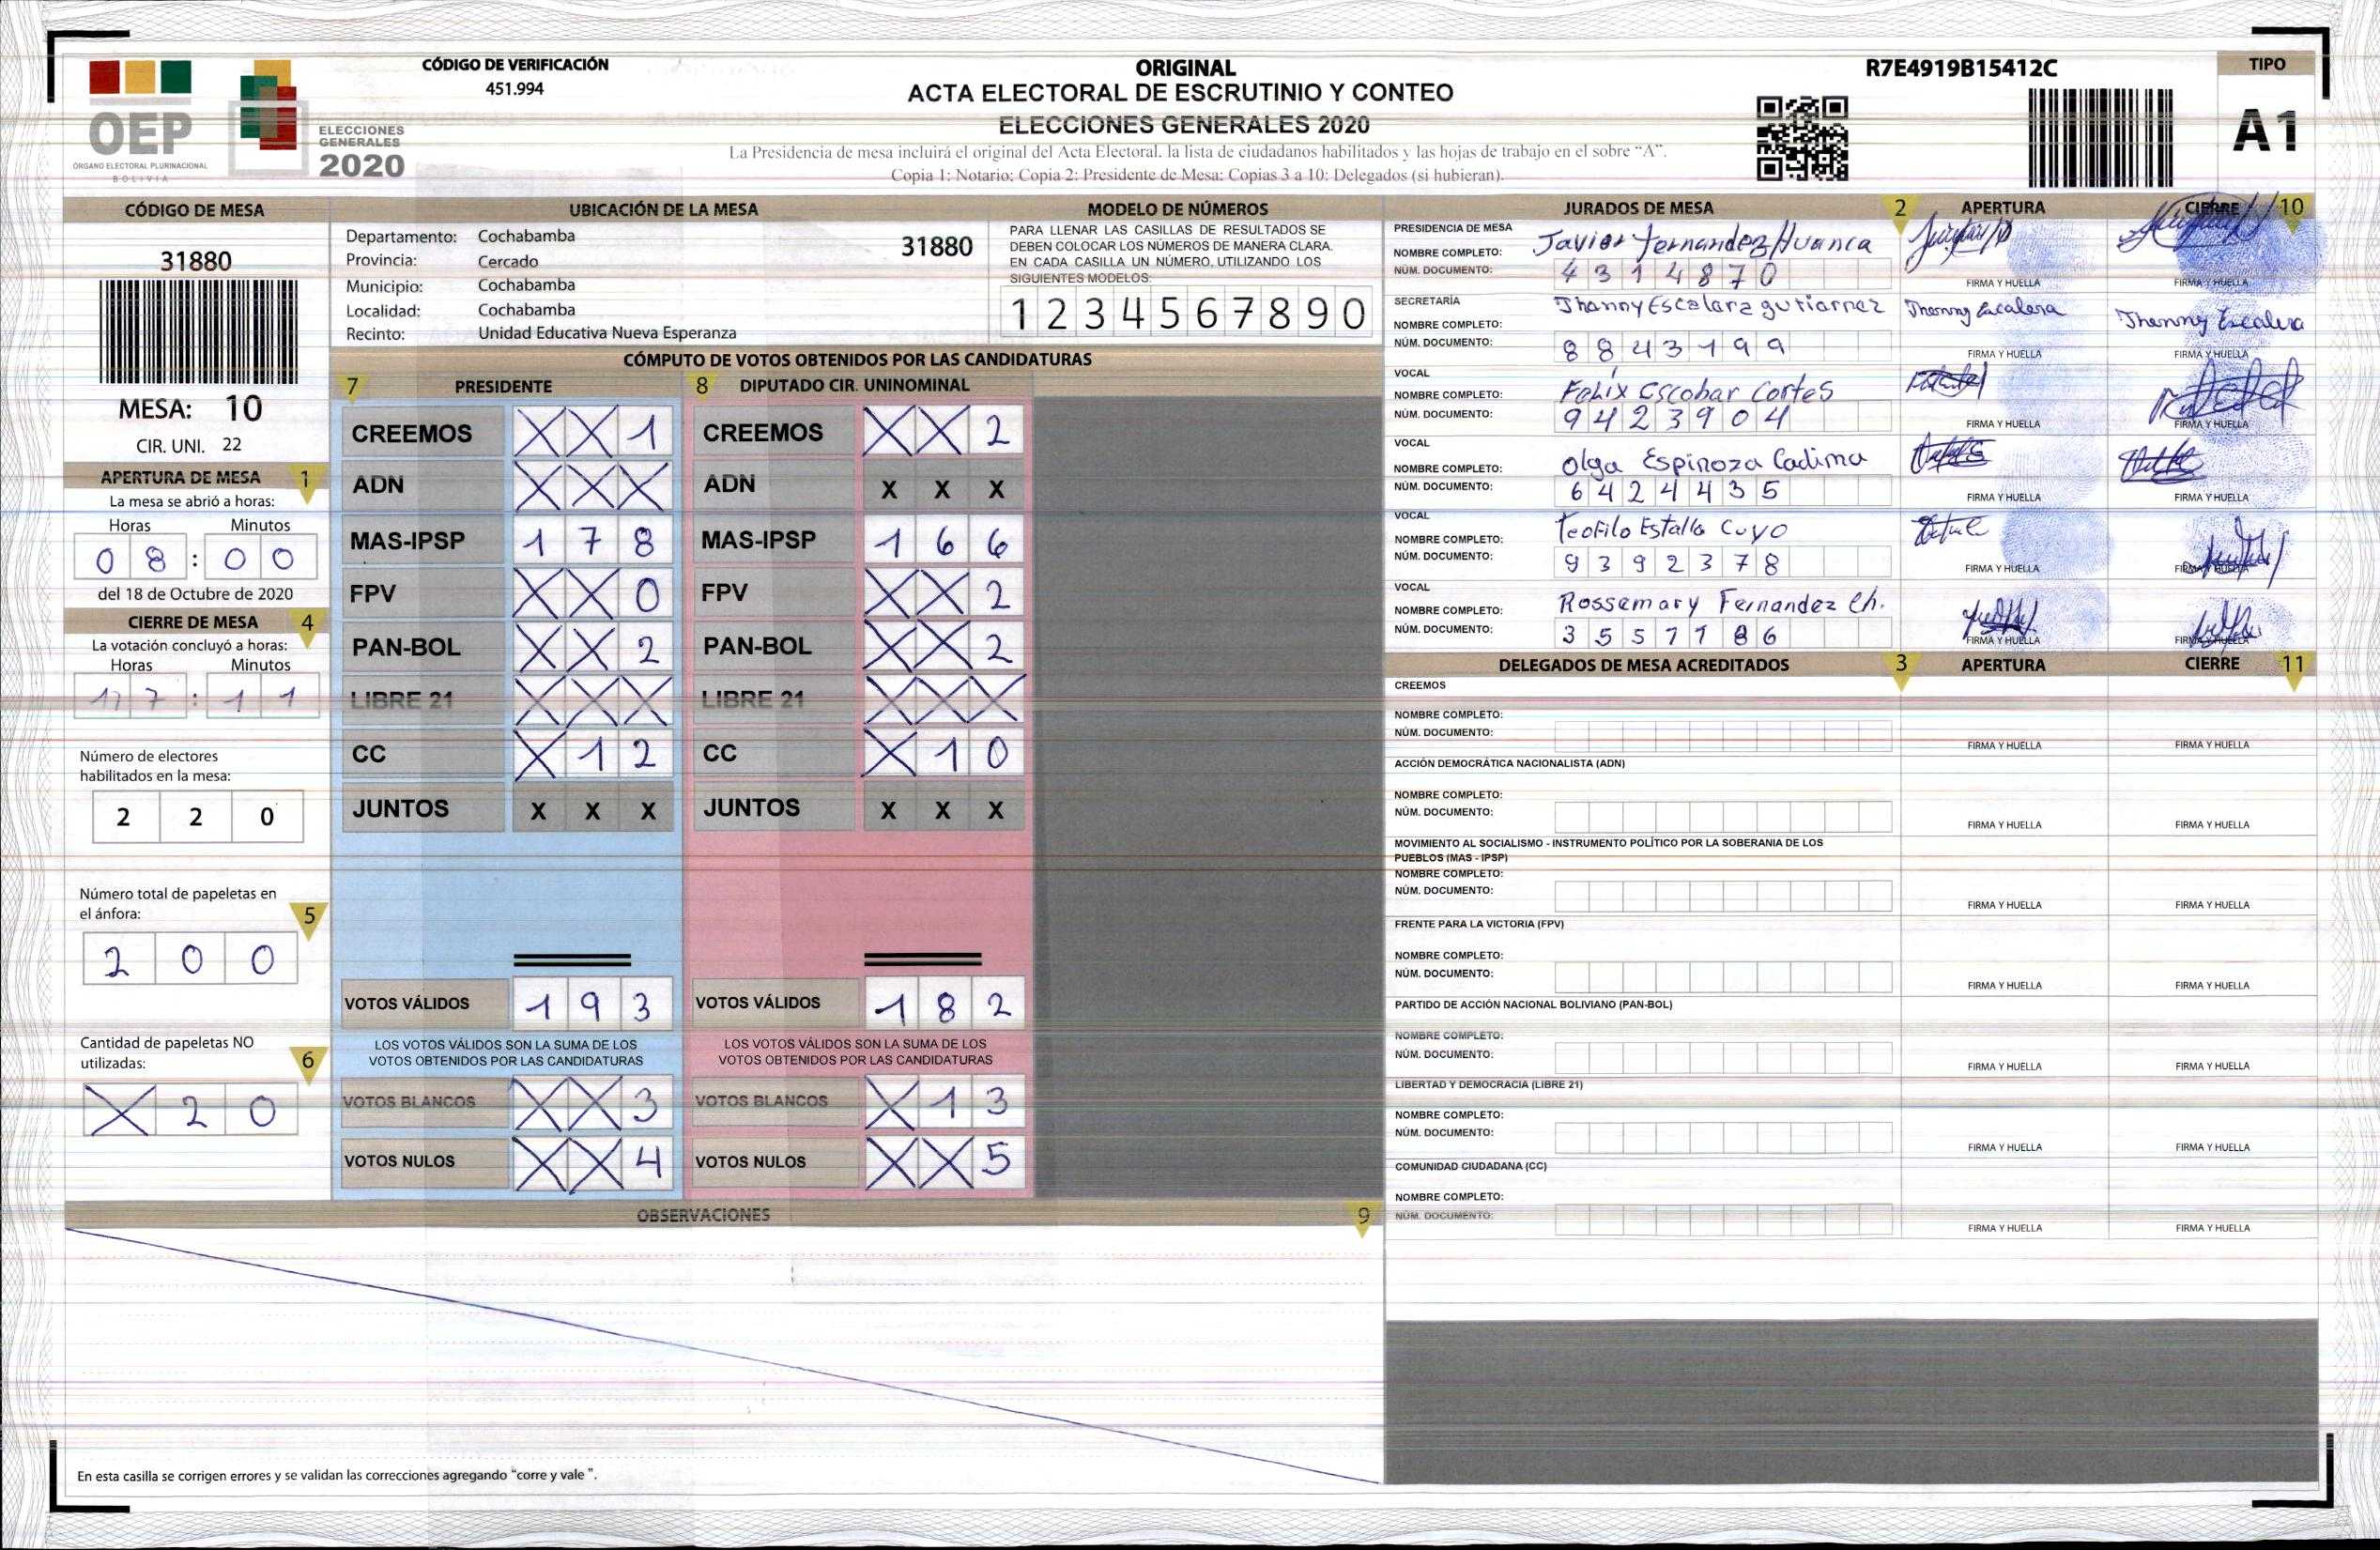 CÓDIGO DE VERIFICACIÓN
451.994
ORIGINAL
ACTA ELECTORAL DE ESCRUTINIO Y CONTEO
ELECCIONES GENERALES 2020
La Presidencia de mesa incluirá el original del Acta Electoral, la lista de ciudadanos habilitados y las hojas de trabajo en el sobre "A".
Copia 1: Notario; Copia 2: Presidente de Mesa; Copias 3 a 10: Delegados (si hubieran).
R7E4919B15412C
TIPO
A1
OEP
ÓRGANO ELECTORAL PLURINACIONAL
BOLIVIA
ELECCIONES
GENERALES
2020
CÓDIGO DE MESA
31880
MESA: 10
CIR. UNI. 22
APERTURA DE MESA 1
La mesa se abrió a horas:
Horas Minutos
0 8 : 0 0
del 18 de Octubre de 2020
CIERRE DE MESA 4
La votación concluyó a horas:
Horas Minutos
1 7 : 1 1
Número de electores
habilitados en la mesa:
2 2 0
Número total de papeletas en
el ánfora: 5
2 0 0
Cantidad de papeletas NO
utilizadas: 6
X 2 0
UBICACIÓN DE LA MESA
Departamento: Cochabamba 31880
Provincia: Cercado
Municipio: Cochabamba
Localidad: Cochabamba
Recinto: Unidad Educativa Nueva Esperanza
MODELO DE NÚMEROS
PARA LLENAR LAS CASILLAS DE RESULTADOS SE
DEBEN COLOCAR LOS NÚMEROS DE MANERA CLARA.
EN CADA CASILLA UN NÚMERO, UTILIZANDO LOS
SIGUIENTES MODELOS:
1 2 3 4 5 6 7 8 9 0
CÓMPUTO DE VOTOS OBTENIDOS POR LAS CANDIDATURAS
7 PRESIDENTE 8 DIPUTADO CIR. UNINOMINAL
CREEMOS X X 1 CREEMOS X X 2
ADN X X X ADN X X X
MAS-IPSP 1 7 8 MAS-IPSP 1 6 6
FPV X X 0 FPV X X 2
PAN-BOL X X 2 PAN-BOL X X 2
LIBRE 21 X X X LIBRE 21 X X X
CC X 1 2 CC X 1 0
JUNTOS X X X JUNTOS X X X
VOTOS VÁLIDOS 1 9 3 VOTOS VÁLIDOS 1 8 2
LOS VOTOS VÁLIDOS SON LA SUMA DE LOS LOS VOTOS VÁLIDOS SON LA SUMA DE LOS
VOTOS OBTENIDOS POR LAS CANDIDATURAS VOTOS OBTENIDOS POR LAS CANDIDATURAS
VOTOS BLANCOS X X 3 VOTOS BLANCOS X 1 3
VOTOS NULOS X X 4 VOTOS NULOS X X 5
OBSERVACIONES 9
En esta casilla se corrigen errores y se validan las correcciones agregando "corre y vale ".
JURADOS DE MESA 2 APERTURA CIERRE 10
PRESIDENCIA DE MESA
NOMBRE COMPLETO: Javier Fernandez Huanca
NÚM. DOCUMENTO: 4 3 1 4 8 7 0
FIRMA Y HUELLA FIRMA Y HUELLA
SECRETARÍA
NOMBRE COMPLETO: Jhanny Escalara gutiarrez Jhanny Escalera Jhanny Escalera
NÚM. DOCUMENTO: 8 8 4 3 1 9 9
FIRMA Y HUELLA FIRMA Y HUELLA
VOCAL
NOMBRE COMPLETO: Felix Escobar Cortes
NÚM. DOCUMENTO: 9 4 2 3 9 0 4
FIRMA Y HUELLA FIRMA Y HUELLA
VOCAL
NOMBRE COMPLETO: Olga Espinoza Cadima
NÚM. DOCUMENTO: 6 4 2 4 4 3 5
FIRMA Y HUELLA FIRMA Y HUELLA
VOCAL
NOMBRE COMPLETO: Teofilo Estalla Cuyo
NÚM. DOCUMENTO: 9 3 9 2 3 7 8
FIRMA Y HUELLA FIRMA Y HUELLA
VOCAL
NOMBRE COMPLETO: Rossemary Fernandez Ch.
NÚM. DOCUMENTO: 3 5 5 7 1 8 6
FIRMA Y HUELLA FIRMA Y HUELLA
DELEGADOS DE MESA ACREDITADOS 3 APERTURA CIERRE 11
CREEMOS
NOMBRE COMPLETO:
NÚM. DOCUMENTO:
FIRMA Y HUELLA FIRMA Y HUELLA
ACCIÓN DEMOCRÁTICA NACIONALISTA (ADN)
NOMBRE COMPLETO:
NÚM. DOCUMENTO:
FIRMA Y HUELLA FIRMA Y HUELLA
MOVIMIENTO AL SOCIALISMO - INSTRUMENTO POLÍTICO POR LA SOBERANIA DE LOS
PUEBLOS (MAS - IPSP)
NOMBRE COMPLETO:
NÚM. DOCUMENTO:
FIRMA Y HUELLA FIRMA Y HUELLA
FRENTE PARA LA VICTORIA (FPV)
NOMBRE COMPLETO:
NÚM. DOCUMENTO:
FIRMA Y HUELLA FIRMA Y HUELLA
PARTIDO DE ACCIÓN NACIONAL BOLIVIANO (PAN-BOL)
NOMBRE COMPLETO:
NÚM. DOCUMENTO:
FIRMA Y HUELLA FIRMA Y HUELLA
LIBERTAD Y DEMOCRACIA (LIBRE 21)
NOMBRE COMPLETO:
NÚM. DOCUMENTO:
FIRMA Y HUELLA FIRMA Y HUELLA
COMUNIDAD CIUDADANA (CC)
NOMBRE COMPLETO:
NÚM. DOCUMENTO:
FIRMA Y HUELLA FIRMA Y HUELLA